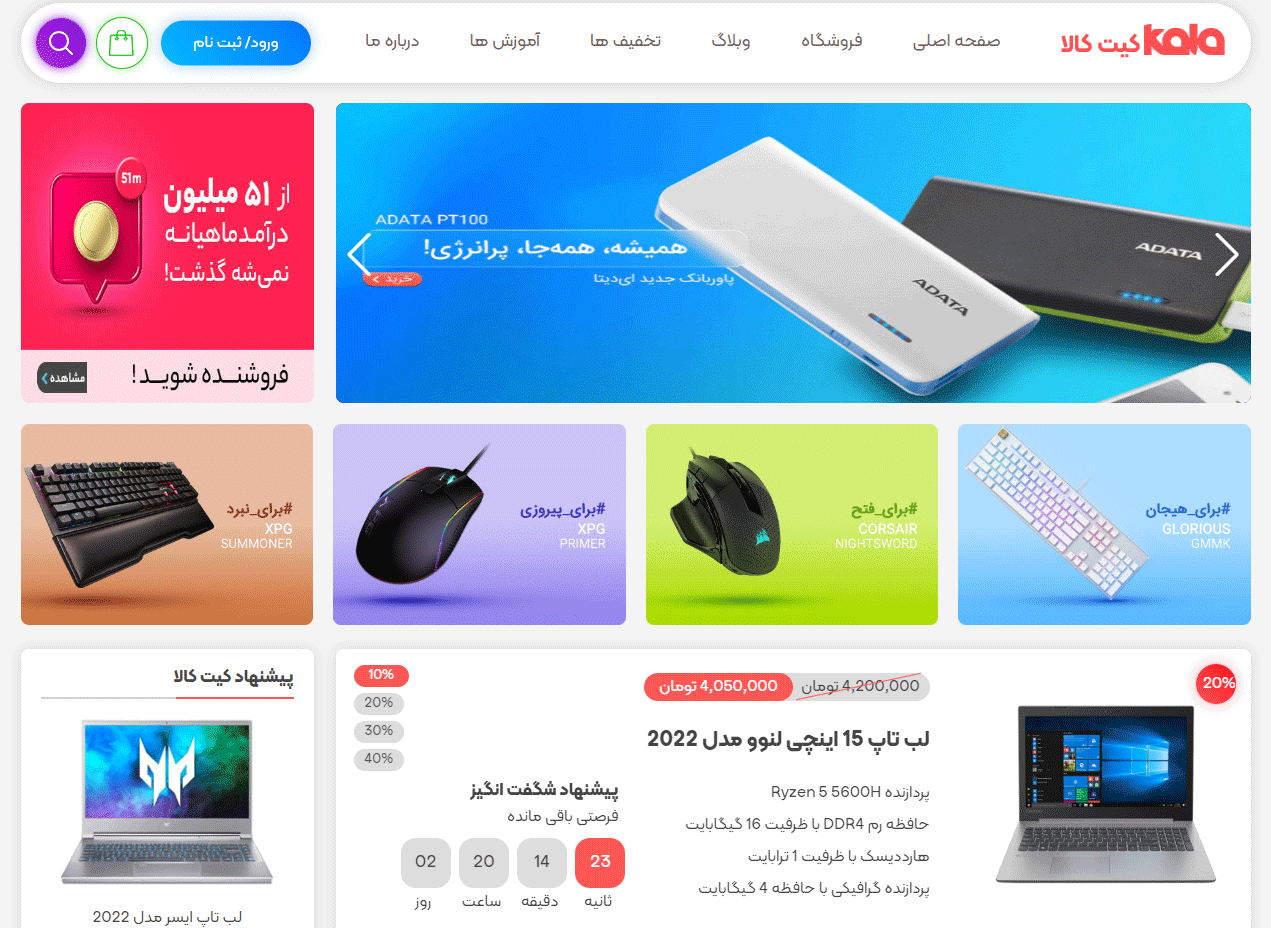 kala کیت کالا
صفحه اصلی
فروشگاه
وبلاگ
تخفیف ها
آموزش ها
درباره ما
ورود/ ثبت نام
ADATA PT100
همیشه، همه‌جا، پرانرژی!
پاوربانک جدید ای‌دیتا
خرید >
ADATA
ADATA
51m
از ۵۱ میلیون
درآمدماهیانـه
نمی‌شه گذشت!
فروشنـده شویـد!
مشاهده
#برای_هیجان
GLORIOUS
GMMK
#برای_فتح
CORSAIR
NIGHTSWORD
#برای_پیروزی
XPG
PRIMER
#برای_نبرد
XPG
SUMMONER
20%
4,200,000 تومان
4,050,000 تومان
لب تاپ 15 اینچی لنوو مدل 2022
پردازنده Ryzen 5 5600H
حافظه رم DDR4 با ظرفیت 16 گیگابایت
هارددیسک با ظرفیت 1 ترابایت
پردازنده گرافیکی با حافظه 4 گیگابایت
10%
20%
30%
40%
پیشنهاد شگفت انگیز
فرصتی باقی مانده
23
ثانیه
14
دقیقه
20
ساعت
02
روز
پیشنهاد کیت کالا
لب تاپ ایسر مدل 2022